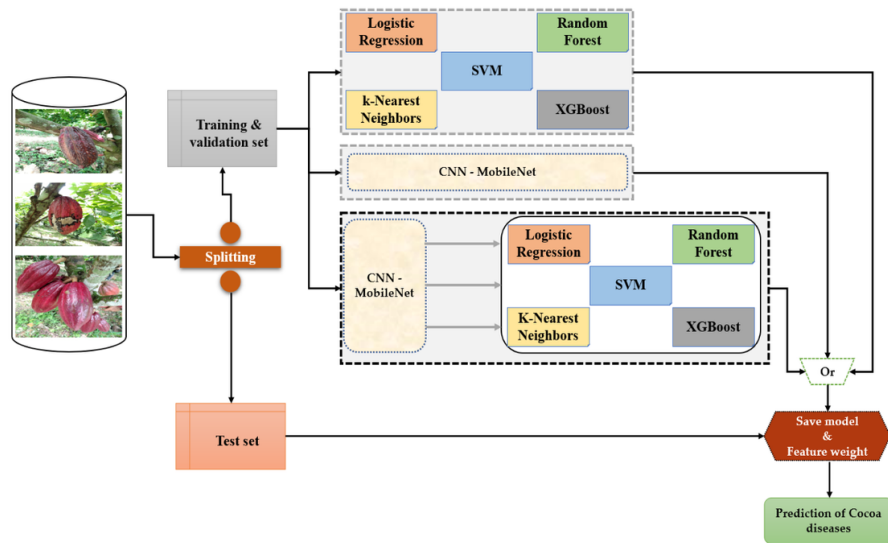 Logistic
Regression
Random
Forest
SVM
k-Nearest
Neighbors
XGBoost
Training &
validation set
CNN - MobileNet
Splitting
CNN -
MobileNet
Logistic
Regression
Random
Forest
SVM
K-Nearest
Neighbors
XGBoost
Or
Test set
Save model
&
Feature weight
Prediction of Cocoa
diseases